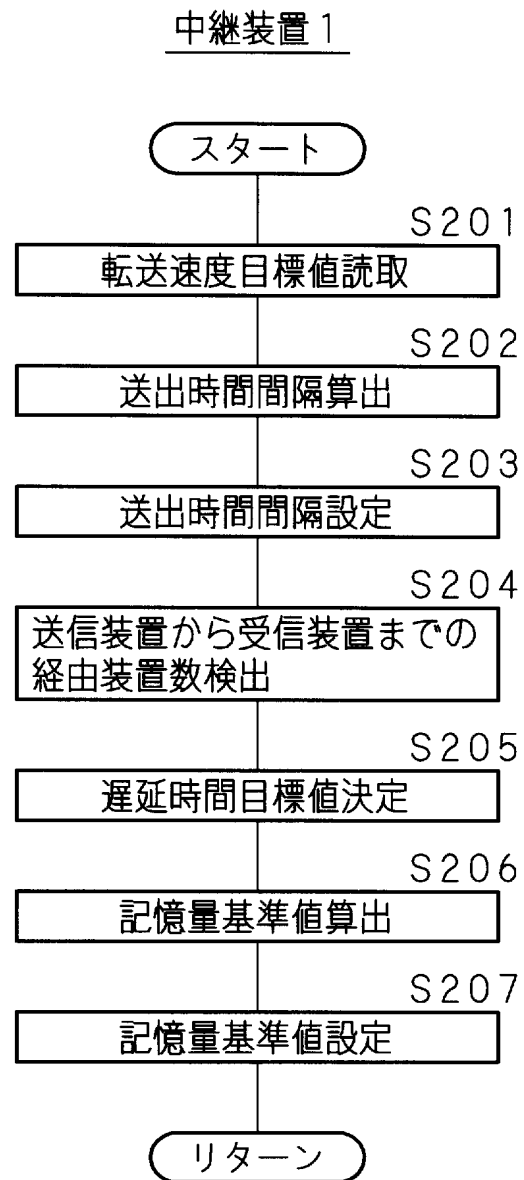 中継装置1
スタート
S201
転送速度目標値読取
S202
送出時間間隔算出
S203
送出時間間隔設定
S204
送信装置から受信装置までの
経由装置数検出
S205
遅延時間目標値決定
S206
記憶量基準値算出
S207
記憶量基準値設定
リターン